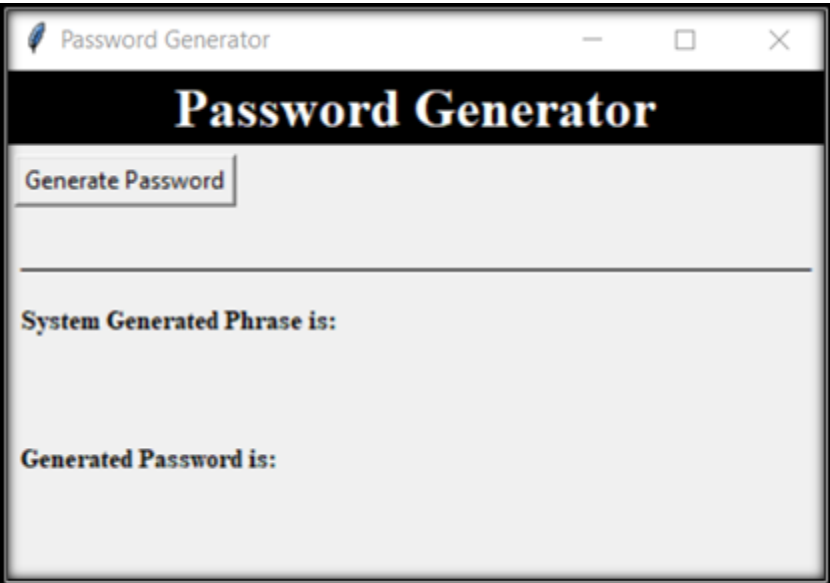 Password Generator
Password Generator
Generate Password
System Generated Phrase is:
Generated Password is: